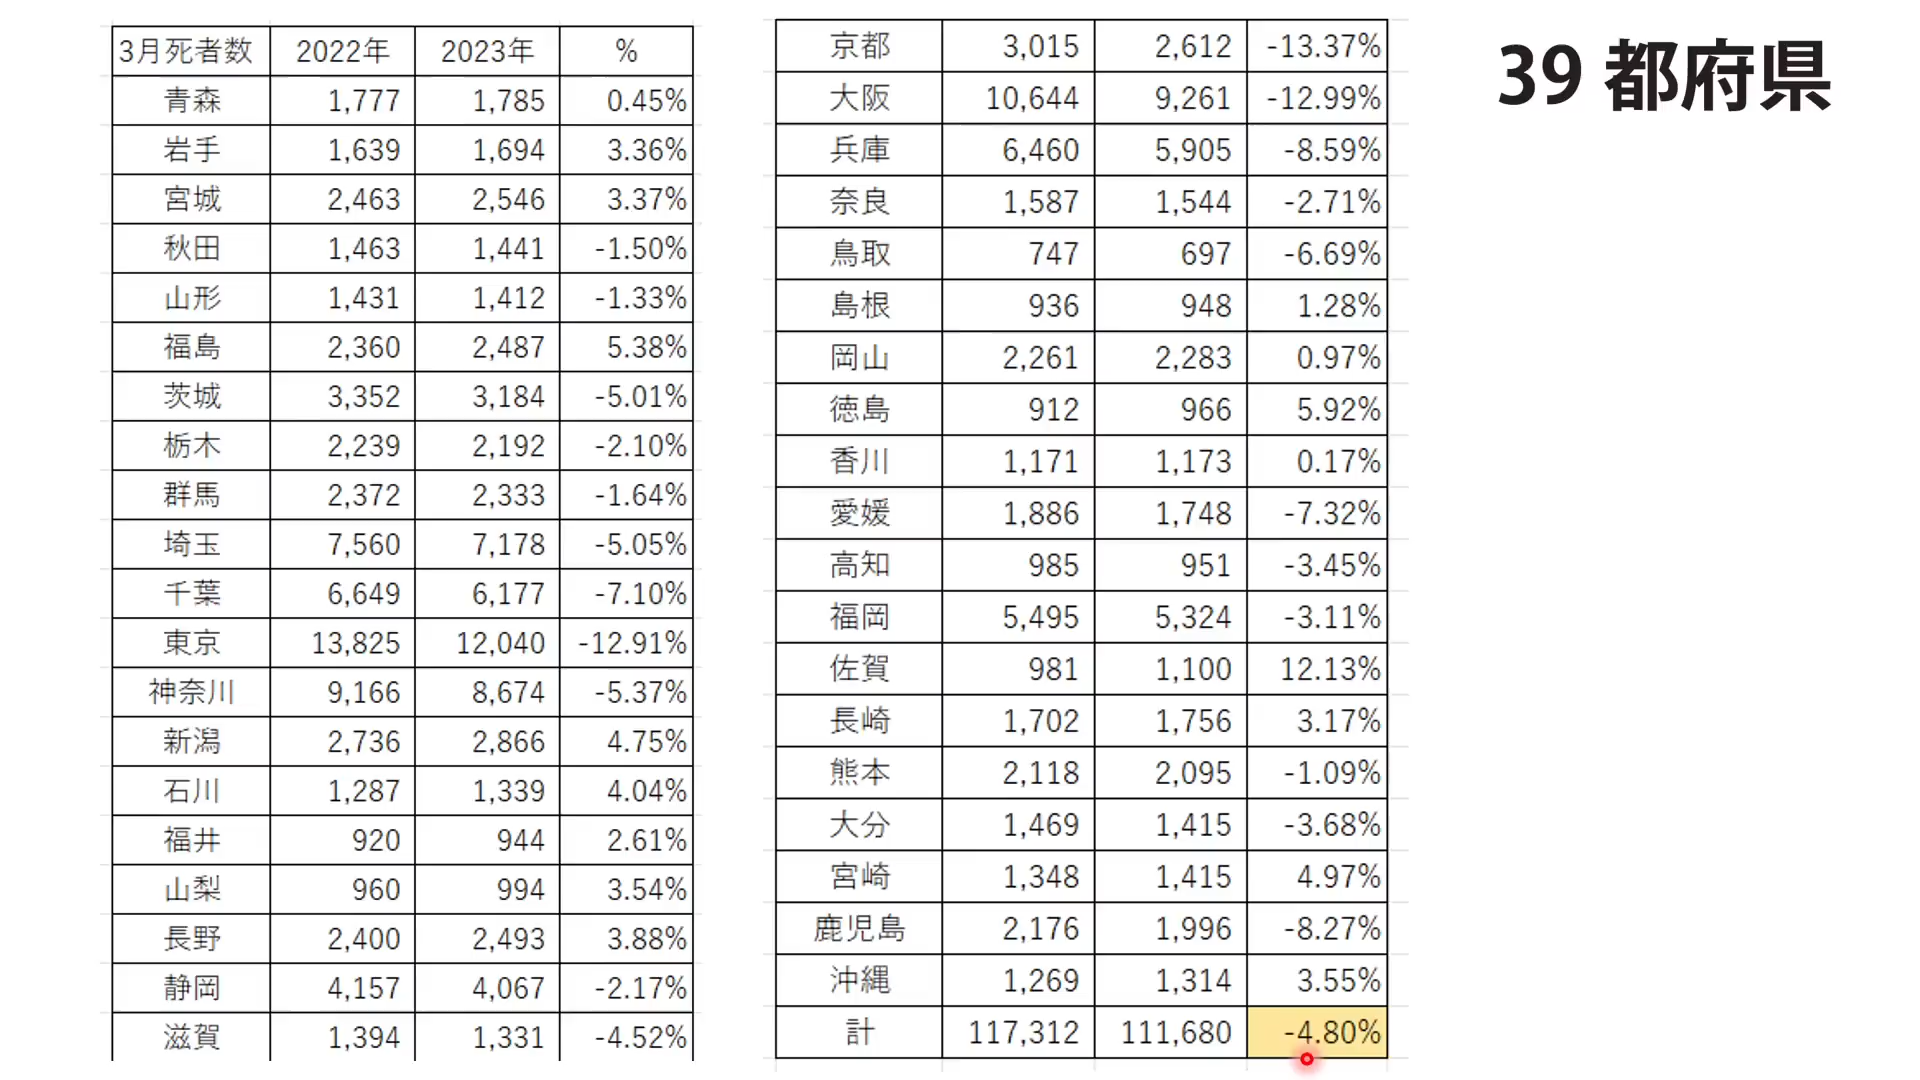 3月死者数 2022年 2023年 %
青森 1,777 1,785 0.45%
岩手 1,639 1,694 3.36%
宮城 2,463 2,546 3.37%
秋田 1,463 1,441 -1.50%
山形 1,431 1,412 -1.33%
福島 2,360 2,487 5.38%
茨城 3,352 3,184 -5.01%
栃木 2,239 2,192 -2.10%
群馬 2,372 2,333 -1.64%
埼玉 7,560 7,178 -5.05%
千葉 6,649 6,177 -7.10%
東京 13,825 12,040 -12.91%
神奈川 9,166 8,674 -5.37%
新潟 2,736 2,866 4.75%
石川 1,287 1,339 4.04%
福井 920 944 2.61%
山梨 960 994 3.54%
長野 2,400 2,493 3.88%
静岡 4,157 4,067 -2.17%
滋賀 1,394 1,331 -4.52%
京都 3,015 2,612 -13.37%
大阪 10,644 9,261 -12.99%
兵庫 6,460 5,905 -8.59%
奈良 1,587 1,544 -2.71%
鳥取 747 697 -6.69%
島根 936 948 1.28%
岡山 2,261 2,283 0.97%
徳島 912 966 5.92%
香川 1,171 1,173 0.17%
愛媛 1,886 1,748 -7.32%
高知 985 951 -3.45%
福岡 5,495 5,324 -3.11%
佐賀 981 1,100 12.13%
長崎 1,702 1,756 3.17%
熊本 2,118 2,095 -1.09%
大分 1,469 1,415 -3.68%
宮崎 1,348 1,415 4.97%
鹿児島 2,176 1,996 -8.27%
沖縄 1,269 1,314 3.55%
計 117,312 111,680 -4.80%
39 都府県